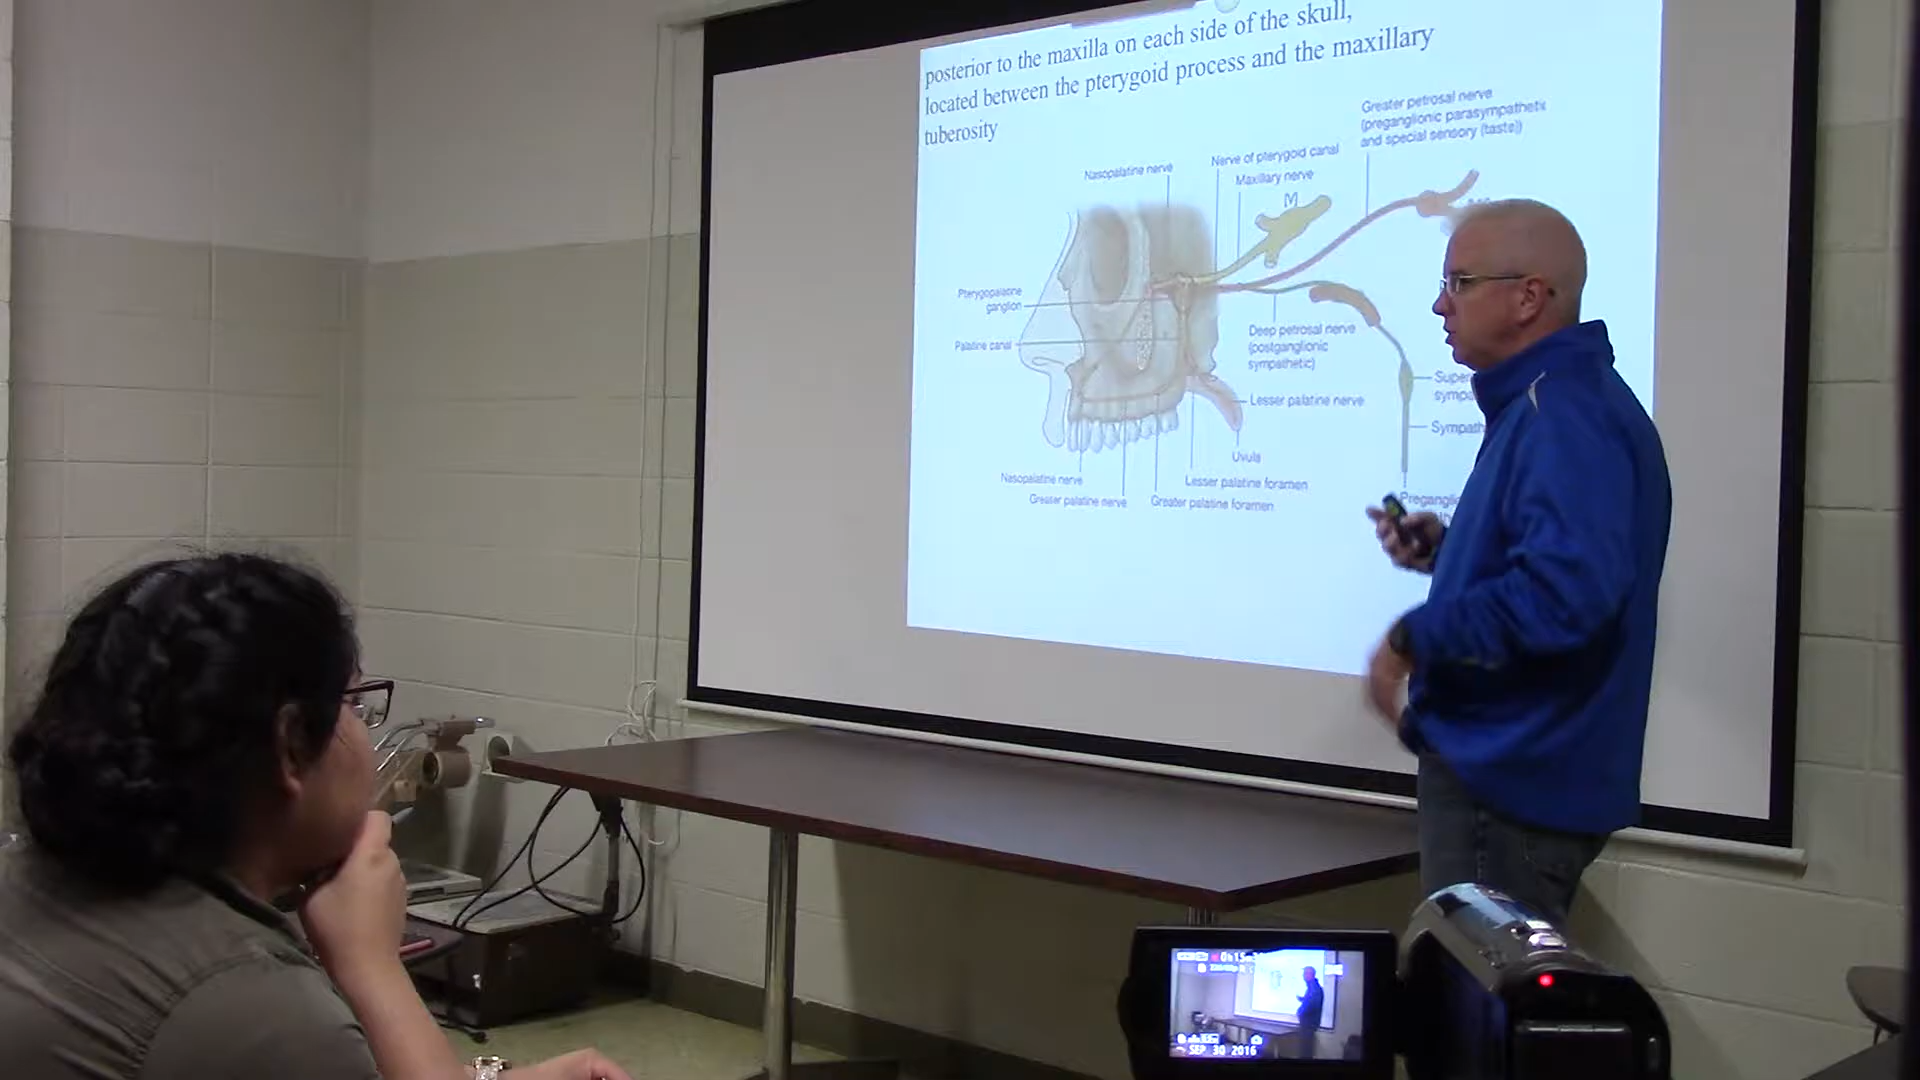 posterior to the maxilla on each side of the skull,
located between the pterygoid process and the maxillary
tuberosity
Greater petrosal nerve
(preganglionic parasympathetic
and special sensory (taste))
Nerve of pterygoid canal
Nasopalatine nerve
Maxillary nerve
M
Pterygopalatine
ganglion
Palatine canal
Deep petrosal nerve
(postganglionic
sympathetic)
Lesser palatine nerve
Uvula
Nasopalatine nerve
Lesser palatine foramen
Greater palatine nerve
Greater palatine foramen
SEP 30 2016